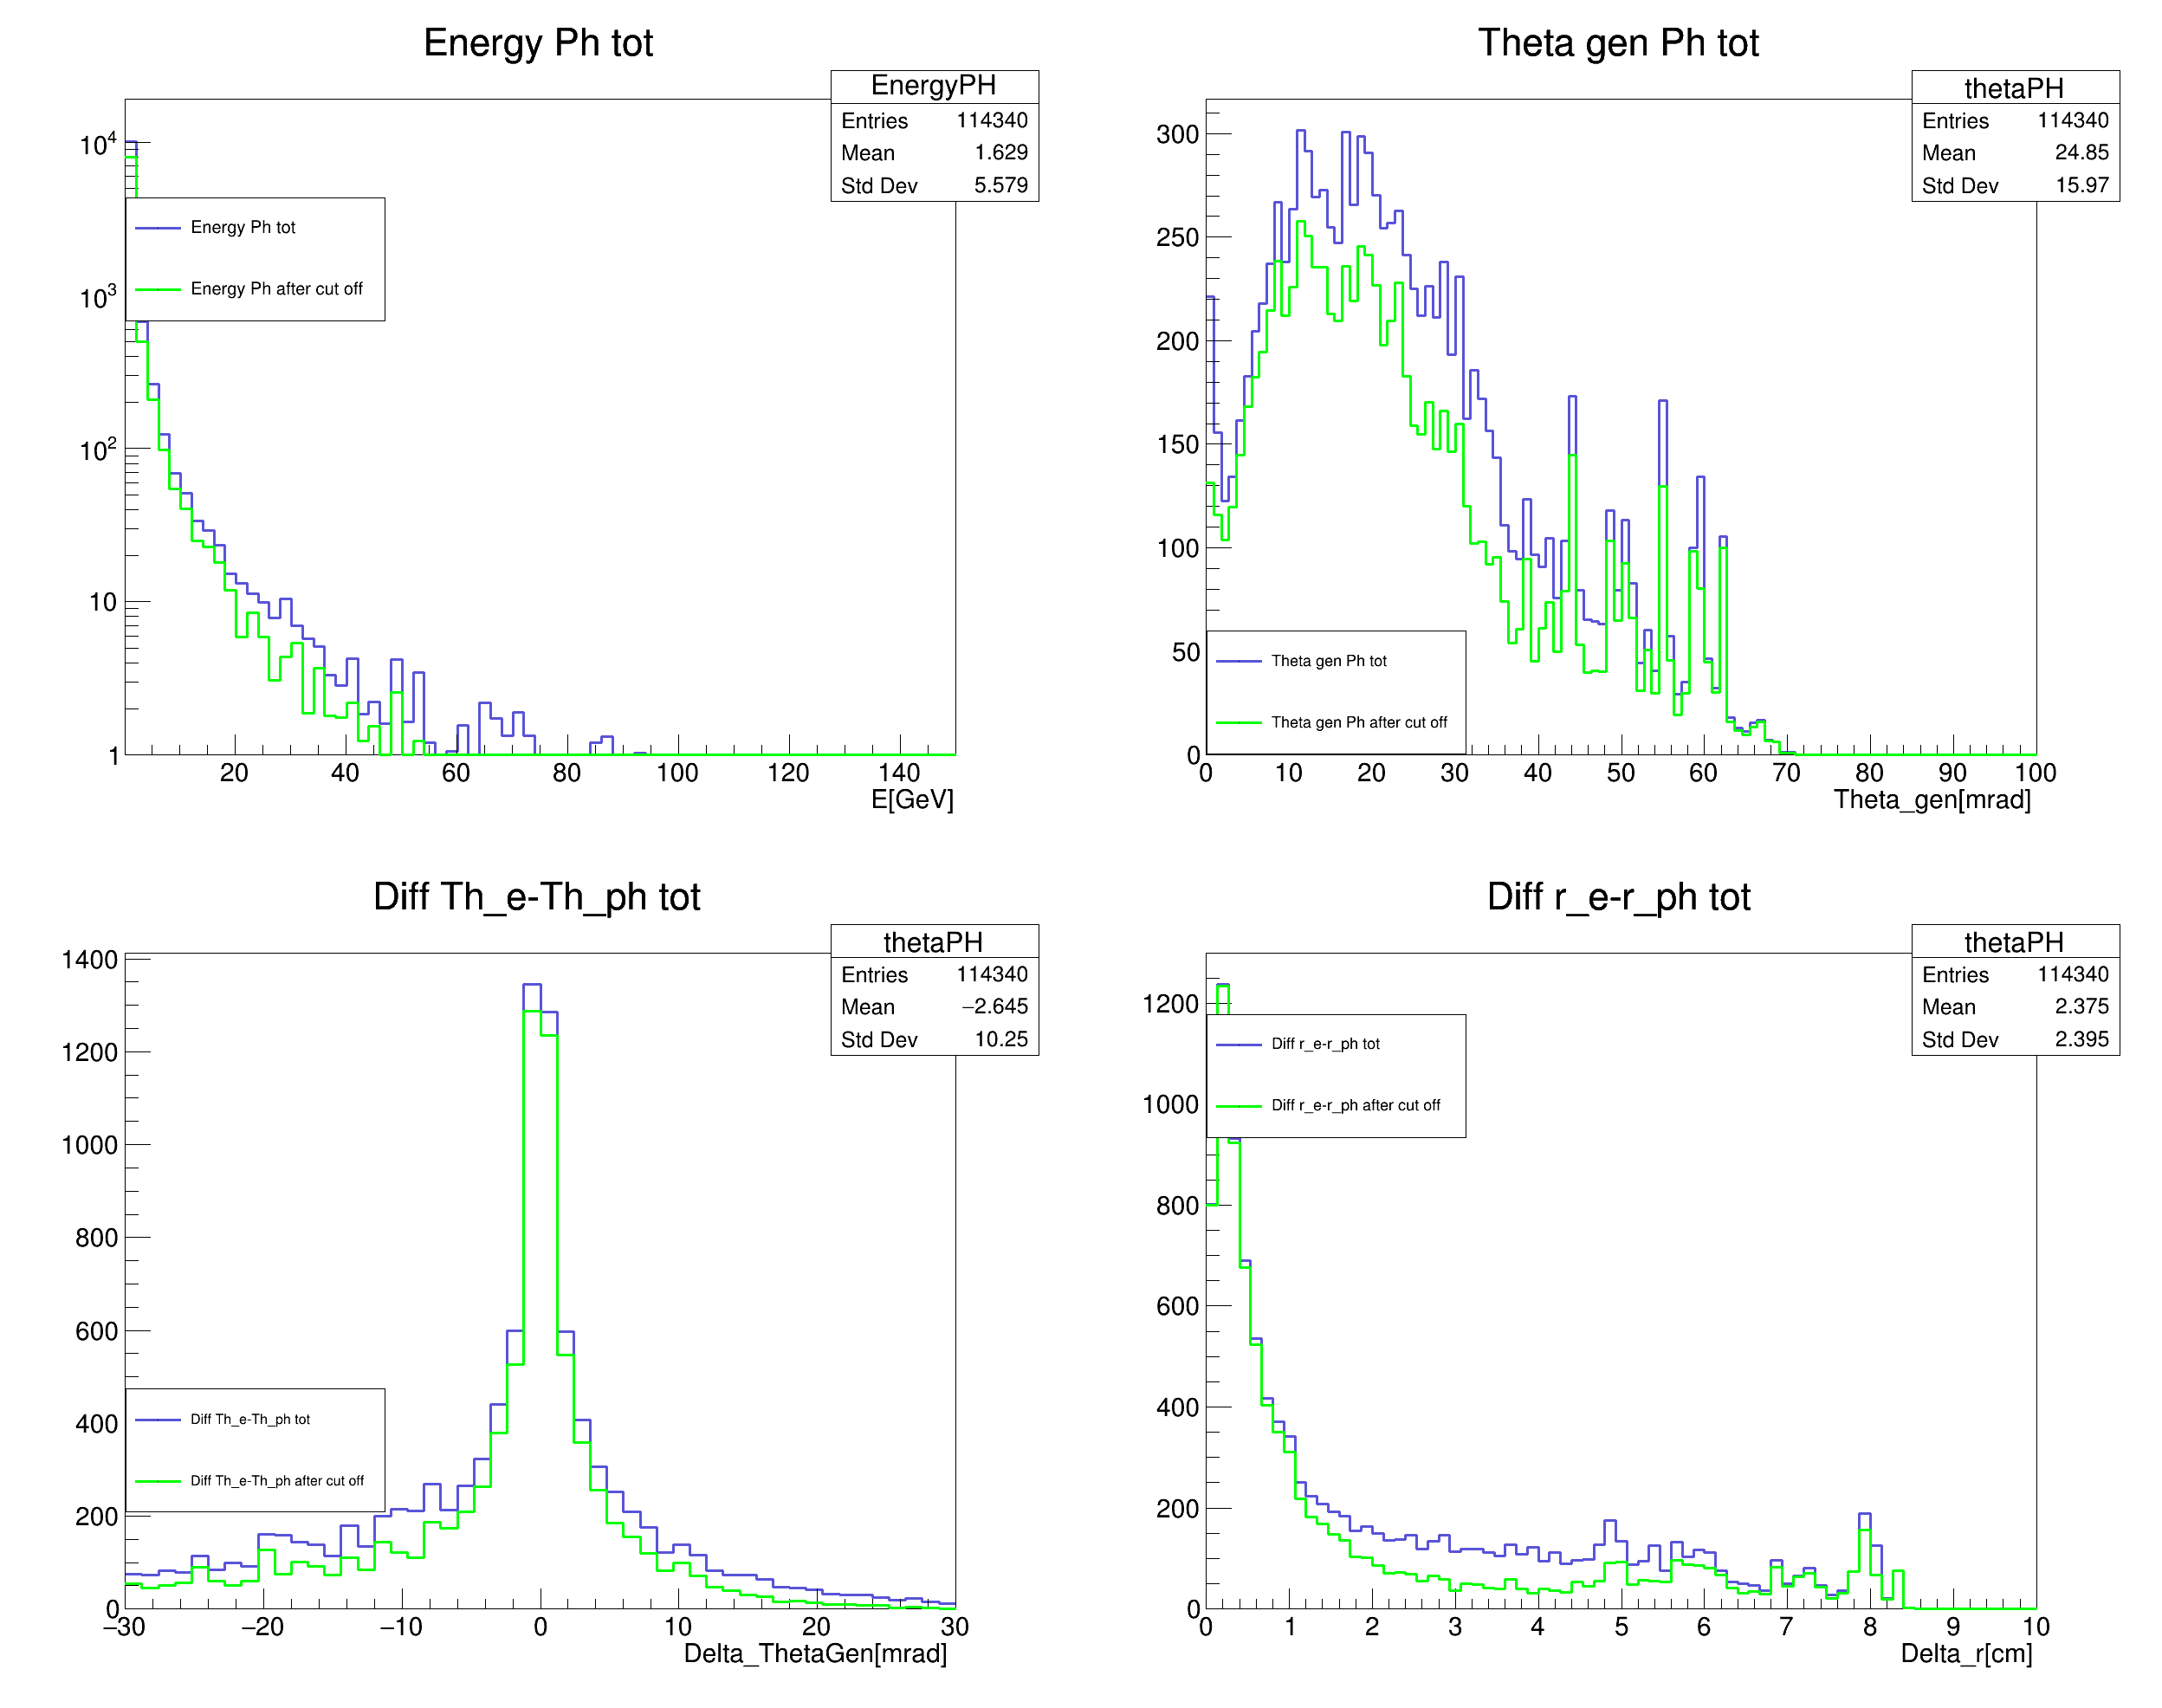 Energy Ph tot
EnergyPH
Entries 114340
Mean 1.629
Std Dev 5.579
10^4
10^3
10^2
10
1
Energy Ph tot
Energy Ph after cut off
20 40 60 80 100 120 140
E[GeV]
Theta gen Ph tot
thetaPH
Entries 114340
Mean 24.85
Std Dev 15.97
300
250
200
150
100
50
0
Theta gen Ph tot
Theta gen Ph after cut off
0 10 20 30 40 50 60 70 80 90 100
Theta_gen[mrad]
Diff Th_e-Th_ph tot
thetaPH
Entries 114340
Mean −2.645
Std Dev 10.25
1400
1200
1000
800
600
400
200
0
Diff Th_e-Th_ph tot
Diff Th_e-Th_ph after cut off
−30 −20 −10 0 10 20 30
Delta_ThetaGen[mrad]
Diff r_e-r_ph tot
thetaPH
Entries 114340
Mean 2.375
Std Dev 2.395
1200
1000
800
600
400
200
0
Diff r_e-r_ph tot
Diff r_e-r_ph after cut off
0 1 2 3 4 5 6 7 8 9 10
Delta_r[cm]